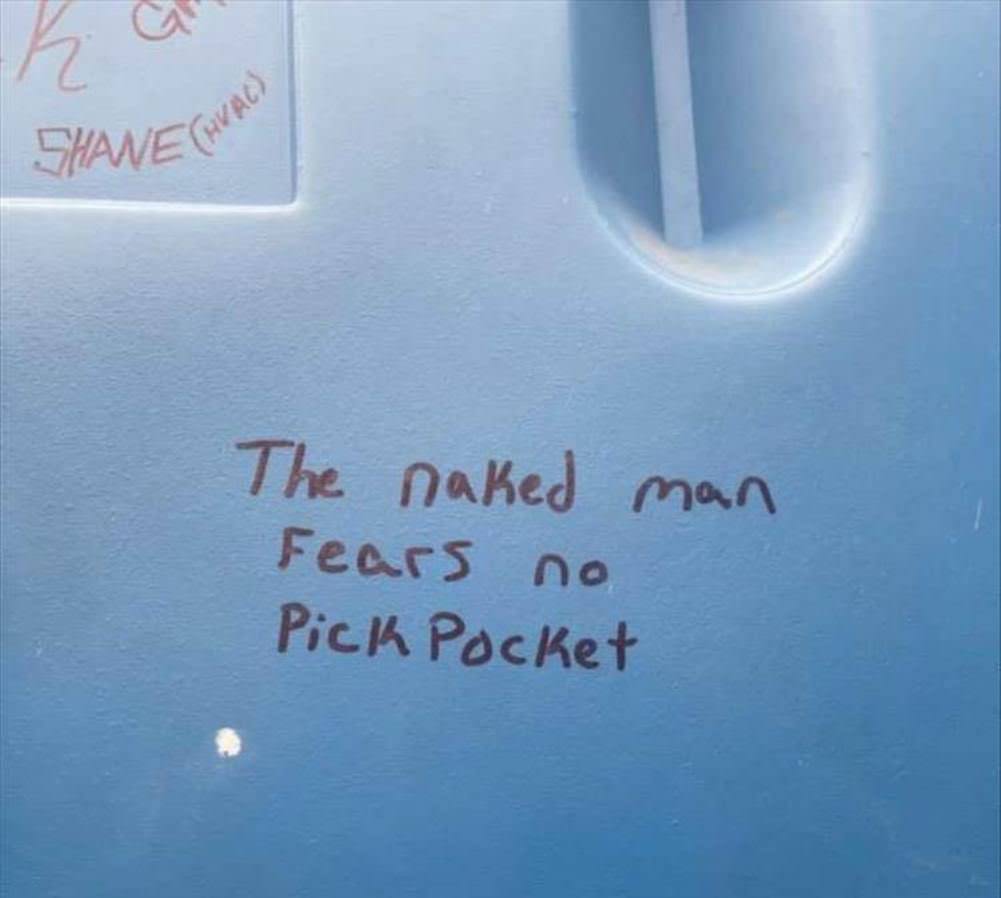 SHANE (HVAC)
The naked man
Fears no
Pick Pocket